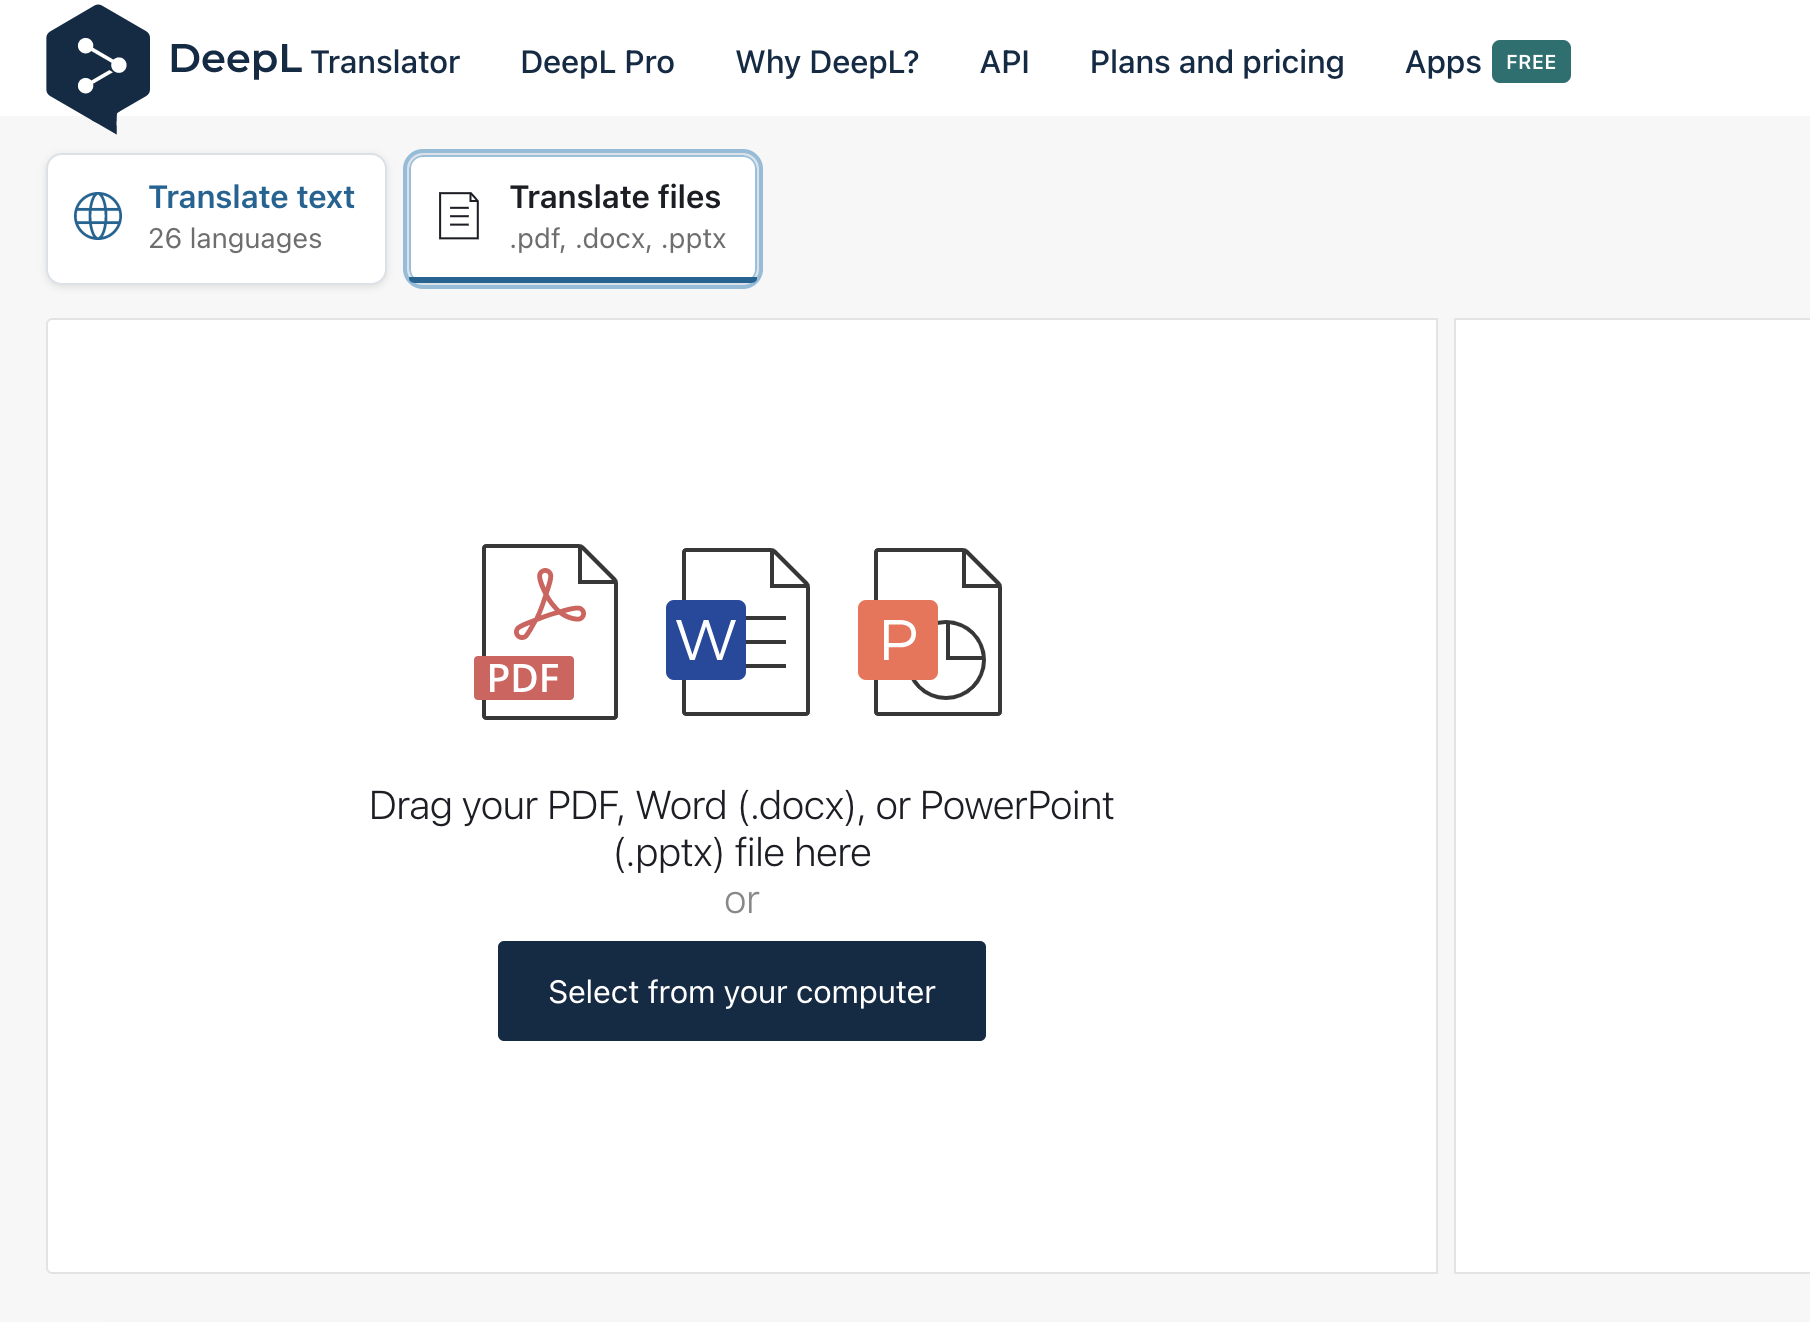 DeepL Translator DeepL Pro Why DeepL? API Plans and pricing Apps FREE
Translate text
26 languages
Translate files
.pdf, .docx, .pptx
PDF
W
P
Drag your PDF, Word (.docx), or PowerPoint
(.pptx) file here
or
Select from your computer